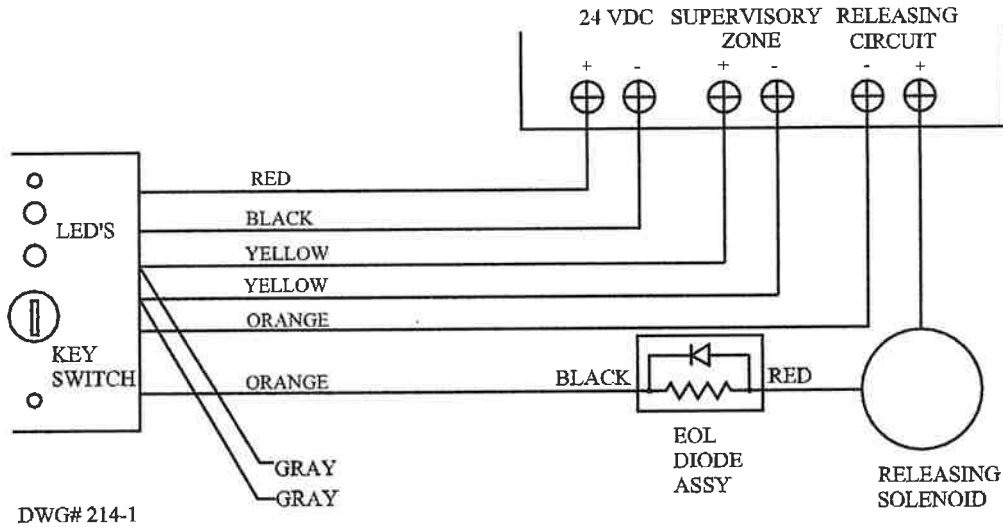 24 VDC SUPERVISORY ZONE RELEASING CIRCUIT
+ - + - - +
RED
BLACK
LED'S
YELLOW
YELLOW
ORANGE
KEY
SWITCH
ORANGE
BLACK
RED
EOL
DIODE
ASSY
GRAY
GRAY
RELEASING
SOLENOID
DWG# 214-1